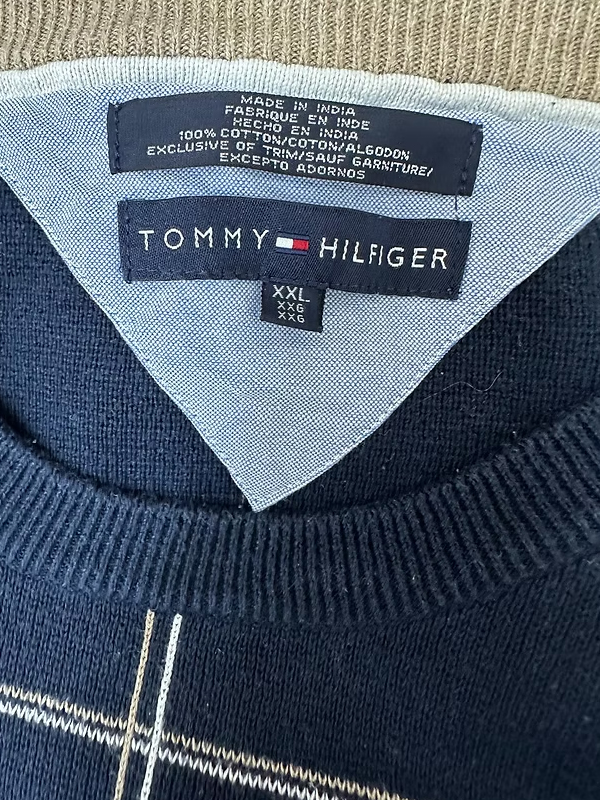 MADE IN INDIA
FABRIQUE EN INDE
HECHO EN INDIA
100% COTTON/COTON/ALGODON
EXCLUSIVE OF TRIM/SAUF GARNITURE/
EXCEPTO ADORNOS
TOMMY HILFIGER
XXL
XXG
XXG